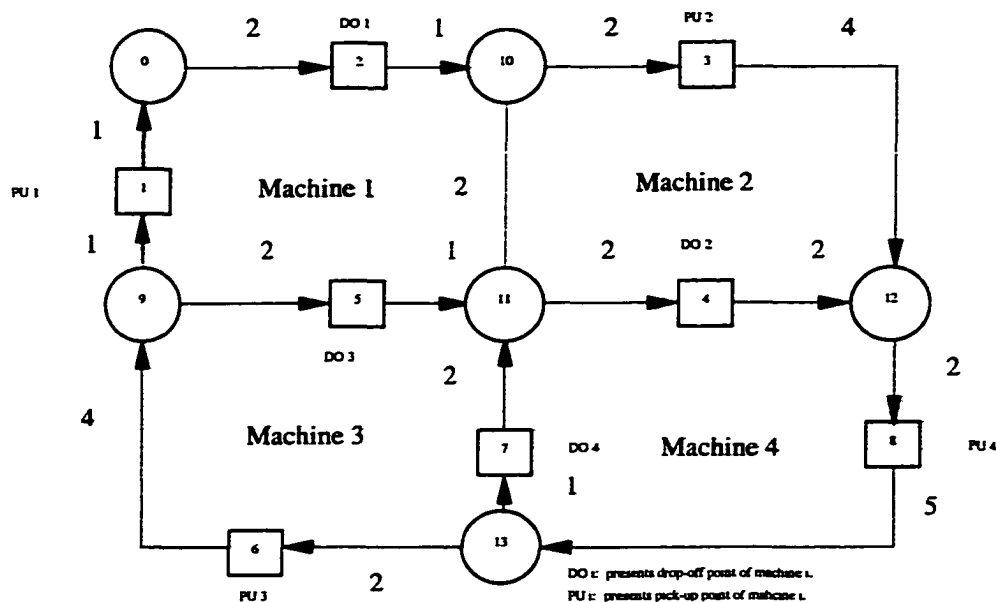 2 DO 1 1 2 PU 2 4
0 2 10 3
1
PU 1 1 Machine 1 2 Machine 2
1 2 1 2 DO 2 2
9 5 11 4 12
DO 3 2 2
4 Machine 3 7 DO 4 Machine 4 8 PU 4
1 5
6 13
PU 3 2
DO I: presents drop-off point of machine I.
PU I: presents pick-up point of mahcine I.